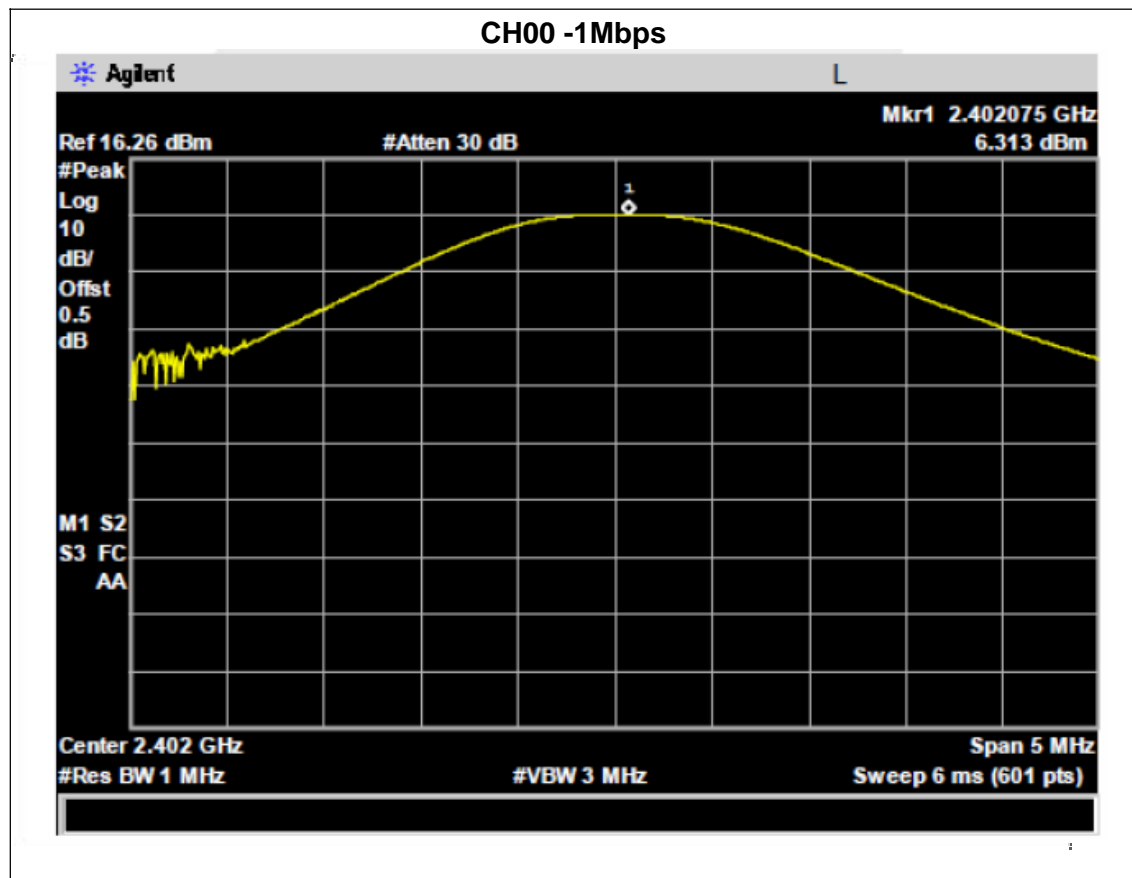 CH00 -1Mbps
Agilent L
Mkr1 2.402075 GHz
Ref 16.26 dBm #Atten 30 dB 6.313 dBm
#Peak
Log
10
dB/
Offst
0.5
dB
1
M1 S2
S3 FC
AA
Center 2.402 GHz Span 5 MHz
#Res BW 1 MHz #VBW 3 MHz Sweep 6 ms (601 pts)